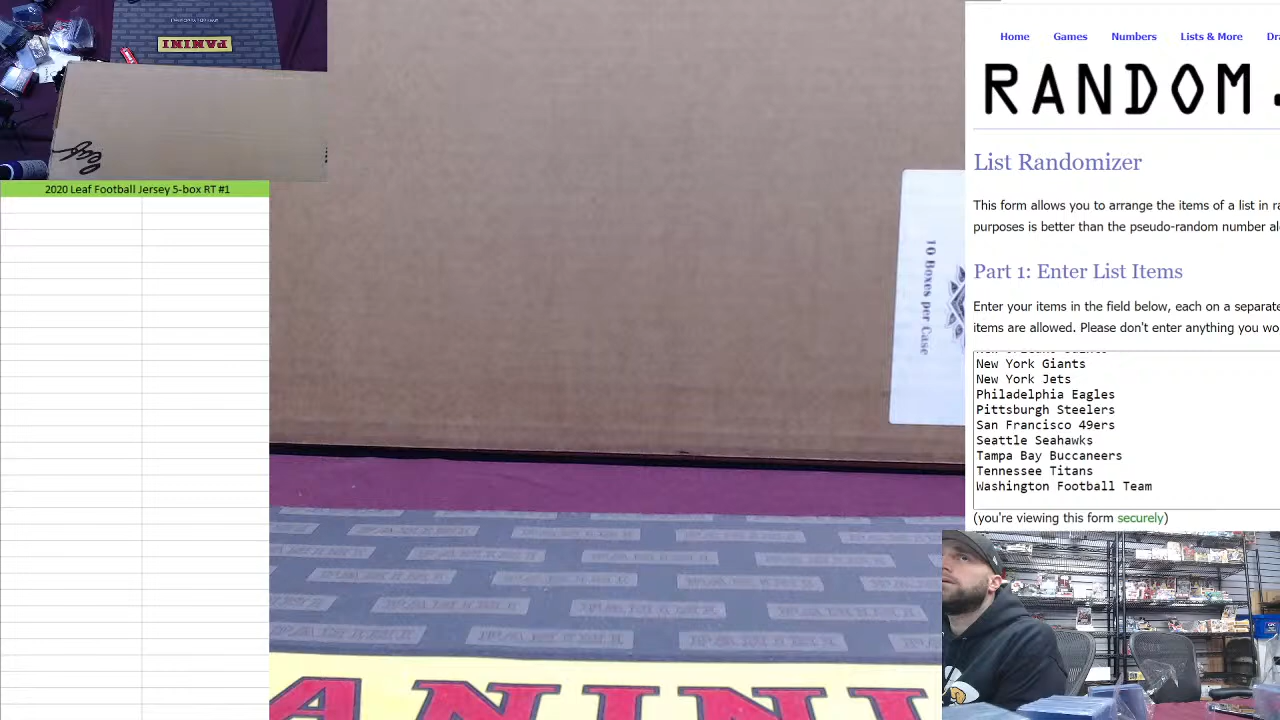 PANINI
2020 Leaf Football Jersey 5-box RT #1
10 Boxes per Case
ANINI
Home Games Numbers Lists & More
RANDOM.
List Randomizer
This form allows you to arrange the items of a list in
purposes is better than the pseudo-random number
Part 1: Enter List Items
Enter your items in the field below, each on a
items are allowed. Please don't enter anything you
New York Giants
New York Jets
Philadelphia Eagles
Pittsburgh Steelers
San Francisco 49ers
Seattle Seahawks
Tampa Bay Buccaneers
Tennessee Titans
Washington Football Team
(you're viewing this form securely)